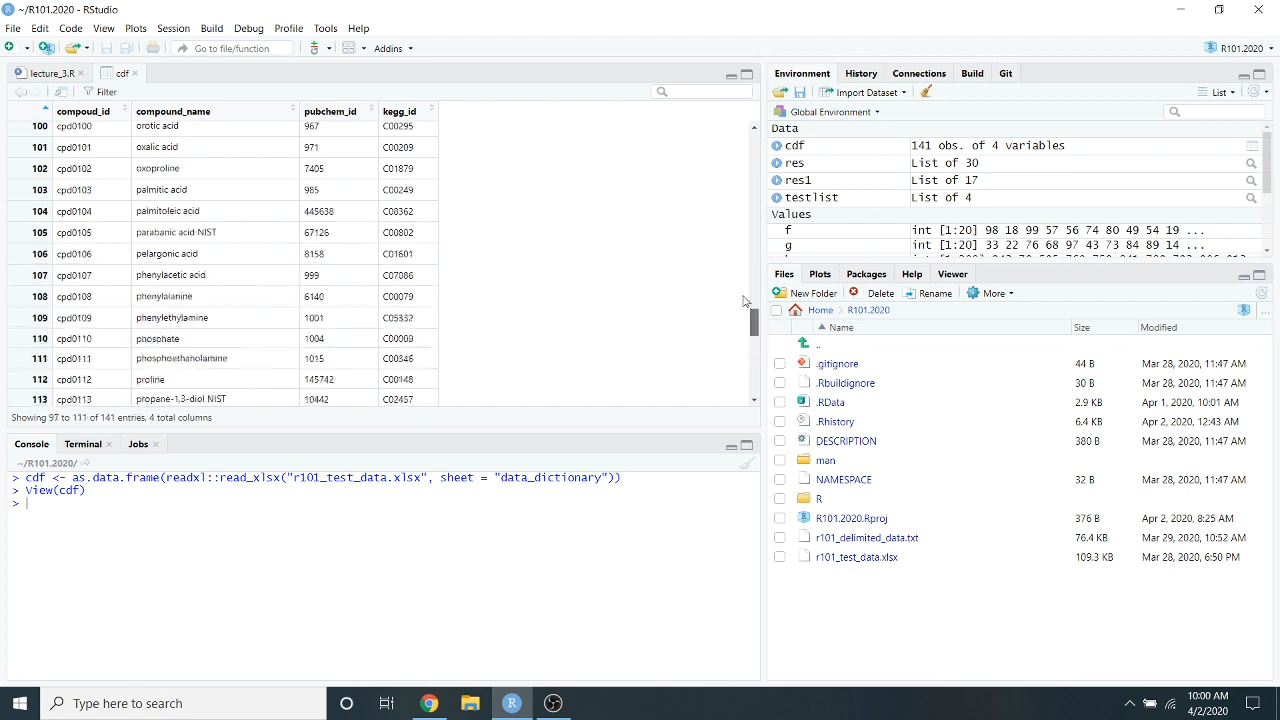 ~/R101.2020 - RStudio
File Edit Code View Plots Session Build Debug Profile Tools Help
Go to file/function Addins R101.2020
lecture_3.R cdf
Filter
compoud_id compound_name pubchem_id kegg_id
100 cpd0100 orotic acid 967 C00295
101 cpd0101 oxalic acid 971 C00209
102 cpd0102 oxoproline 7405 C01879
103 cpd0103 palmitic acid 985 C00249
104 cpd0104 palmitoleic acid 445638 C08362
105 cpd0105 parabanic acid NIST 67126 C00802
106 cpd0106 pelargonic acid 8158 C01601
107 cpd0107 phenylacetic acid 999 C07086
108 cpd0108 phenylalanine 6140 C00079
109 cpd0109 phenylethylamine 1001 C05332
110 cpd0110 phosphate 1004 C00009
111 cpd0111 phosphoethanolamine 1015 C00346
112 cpd0112 proline 145742 C00148
113 cpd0113 propane-1,3-diol NIST 10442 C02457
Showing 97 to 111 of 141 entries, 4 total columns
Console Terminal Jobs
~/R101.2020/
> cdf <- as.data.frame(readxl::read_xlsx("r101_test_data.xlsx", sheet = "data_dictionary"))
> View(cdf)
>
Environment History Connections Build Git
Import Dataset List
Global Environment
Data
cdf 141 obs. of 4 variables
res List of 30
res1 List of 17
testlist List of 4
Values
f int [1:20] 98 18 99 57 56 74 80 49 54 19 ...
g int [1:20] 33 22 76 68 97 43 73 84 89 14 ...
Files Plots Packages Help Viewer
New Folder Delete Rename More
Home R101.2020 ...
Name Size Modified
..
.gitignore 44 B Mar 28, 2020, 11:47 AM
.Rbuildignore 30 B Mar 28, 2020, 11:47 AM
.RData 2.9 KB Apr 1, 2020, 10:01 AM
.Rhistory 6.4 KB Apr 2, 2020, 12:43 AM
DESCRIPTION 380 B Mar 28, 2020, 11:47 AM
man
NAMESPACE 32 B Mar 28, 2020, 11:47 AM
R
R101.2020.Rproj 376 B Apr 2, 2020, 8:25 AM
r101_delimited_data.txt 76.4 KB Mar 29, 2020, 10:52 AM
r101_test_data.xlsx 109.3 KB Mar 28, 2020, 6:50 PM
Type here to search
10:00 AM
4/2/2020